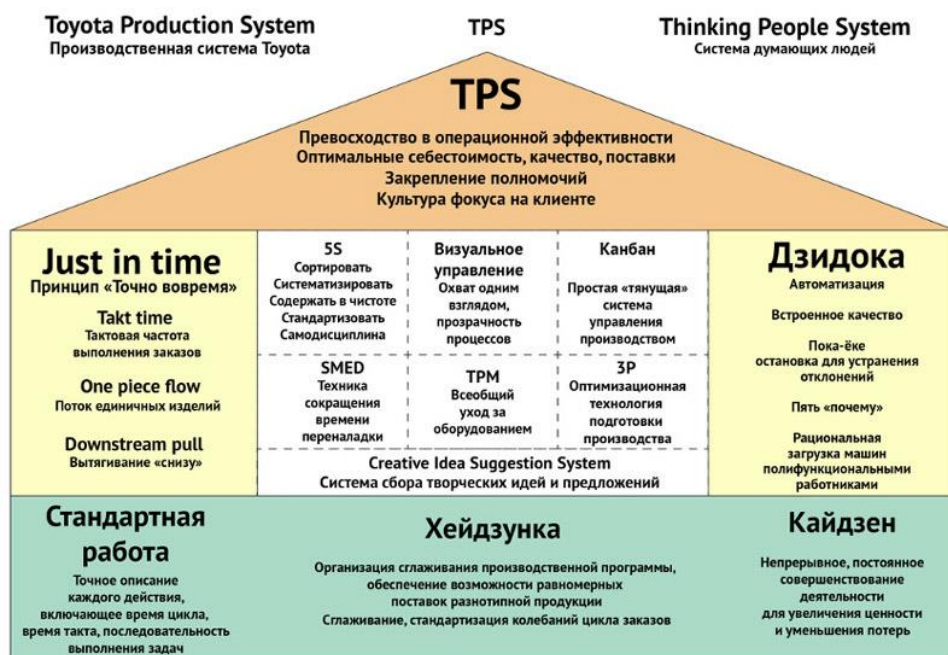 Toyota Production System
Производственная система Toyota
TPS
Thinking People System
Система думающих людей
TPS
Превосходство в операционной эффективности
Оптимальные себестоимость, качество, поставки
Закрепление полномочий
Культура фокуса на клиенте
Just in time
Принцип «Точно вовремя»
Takt time
Тактовая частота
выполнения заказов
One piece flow
Поток единичных изделий
Downstream pull
Вытягивание «снизу»
5S
Сортировать
Систематизировать
Содержать в чистоте
Стандартизовать
Самодисциплина
Визуальное
управление
Охват одним
взглядом,
прозрачность
процессов
Канбан
Простая «тянущая»
система
управления
производством
SMED
Техника
сокращения
времени
переналадки
TPM
Всеобщий
уход за
оборудованием
3P
Оптимизационная
технология
подготовки
производства
Creative Idea Suggestion System
Система сбора творческих идей и предложений
Дзидока
Автоматизация
Встроенное качество
Пока-ёке
остановка для устранения
отклонений
Пять «почему»
Рациональная
загрузка машин
полифункциональными
работниками
Стандартная
работа
Точное описание
каждого действия,
включающее время цикла,
время такта, последовательность
выполнения задач
Хейдзунка
Организация сглаживания производственной программы,
обеспечение возможности равномерных
поставок разнотипной продукции
Сглаживание, стандартизация колебаний цикла заказов
Кайдзен
Непрерывное, постоянное
совершенствование
деятельности
для увеличения ценности
и уменьшения потерь